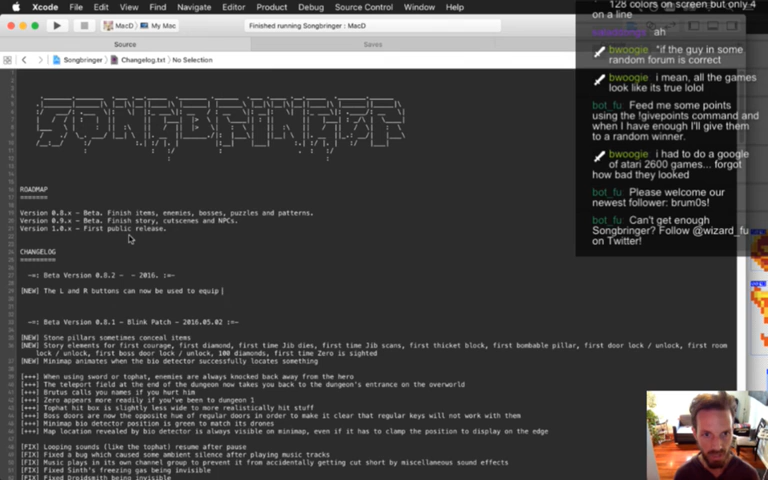 Xcode File Edit View Find Navigate Editor Product Debug Source Control Window Help
MacD My Mac
Finished running Songbringer : MacD
Source
Saves
Songbringer Changelog.txt No Selection
SONGBRINGER
ROADMAP
=======
Version 0.8.x - Beta. Finish items, enemies, bosses, puzzles and patterns.
Version 0.9.x - Beta. Finish story, cutscenes and NPCs.
Version 1.0.x - First public release.
CHANGELOG
=========
-=: Beta Version 0.8.2 - - 2016. :=-
[NEW] The L and R buttons can now be used to equip
-=: Beta Version 0.8.1 - Blink Patch - 2016.05.02 :=-
[NEW] Stone pillars sometimes conceal items
[NEW] Story elements for first courage, first diamond, first time Jib dies, first time Jib scans, first thicket block, first bombable pillar, first door lock / unlock, first room
lock / unlock, first boss door lock / unlock, 100 diamonds, first time Zero is sighted
[NEW] Minimap animates when the bio detector successfully locates something
[+++] When using sword or tophat, enemies are always knocked back away from the hero
[+++] The teleport field at the end of the dungeon now takes you back to the dungeon's entrance on the overworld
[+++] Brutus calls you names if you hurt him
[+++] Zero appears more readily if you've been to dungeon 1
[+++] Tophat hit box is slightly less wide to more realistically hit stuff
[+++] Boss doors are now the opposite hue of regular doors in order to make it clear that regular keys will not work with them
[+++] Minimap bio detector position is green to match its drones
[+++] Map location revealed by bio detector is always visible on minimap, even if it has to clamp the position to display on the edge
[FIX] Looping sounds (like the tophat) resume after pause
[FIX] Fixed a bug which caused some ambient silence after playing music tracks
[FIX] Music plays in its own channel group to prevent it from accidentally getting cut short by miscellaneous sound effects
[FIX] Fixed Sinth's freezing gas being invisible
[FIX] Fixed Droidsmith being invisible
128 colors on screen but only 4
on a line
ah
bwoogie *if the guy in some
random forum is correct
bwoogie i mean, all the games
look like its true lolol
bot_fu Feed me some points
using the !givepoints command and
when I have enough I'll give them
to a random winner.
bwoogie i had to do a google
of atari 2600 games... forgot
how bad they looked
bot_fu Please welcome our
newest follower: brum0s!
bot_fu Can't get enough
Songbringer? Follow @wizard_fu
on Twitter!